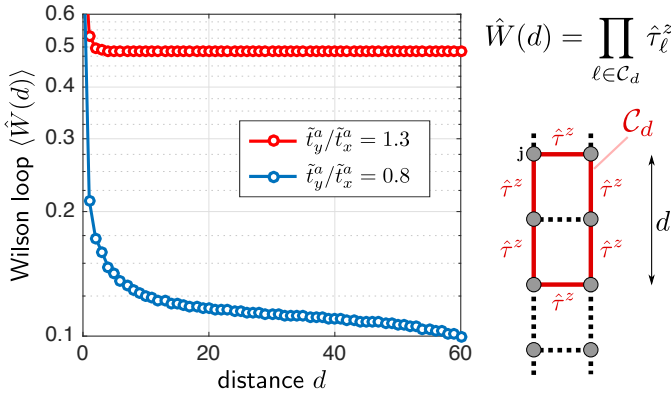 Wilson loop ⟨Ŵ(d)⟩
0.6
0.5
0.4
0.3
0.2
0.1
0
20
40
60
distance d
t̃ᵃ_y/t̃ᵃ_x = 1.3
t̃ᵃ_y/t̃ᵃ_x = 0.8
Ŵ(d) = ∏_{ℓ∈𝒞_d} τ̂ᶻ_ℓ
𝒞_d
τ̂ᶻ
j
τ̂ᶻ τ̂ᶻ
τ̂ᶻ τ̂ᶻ
d
τ̂ᶻ